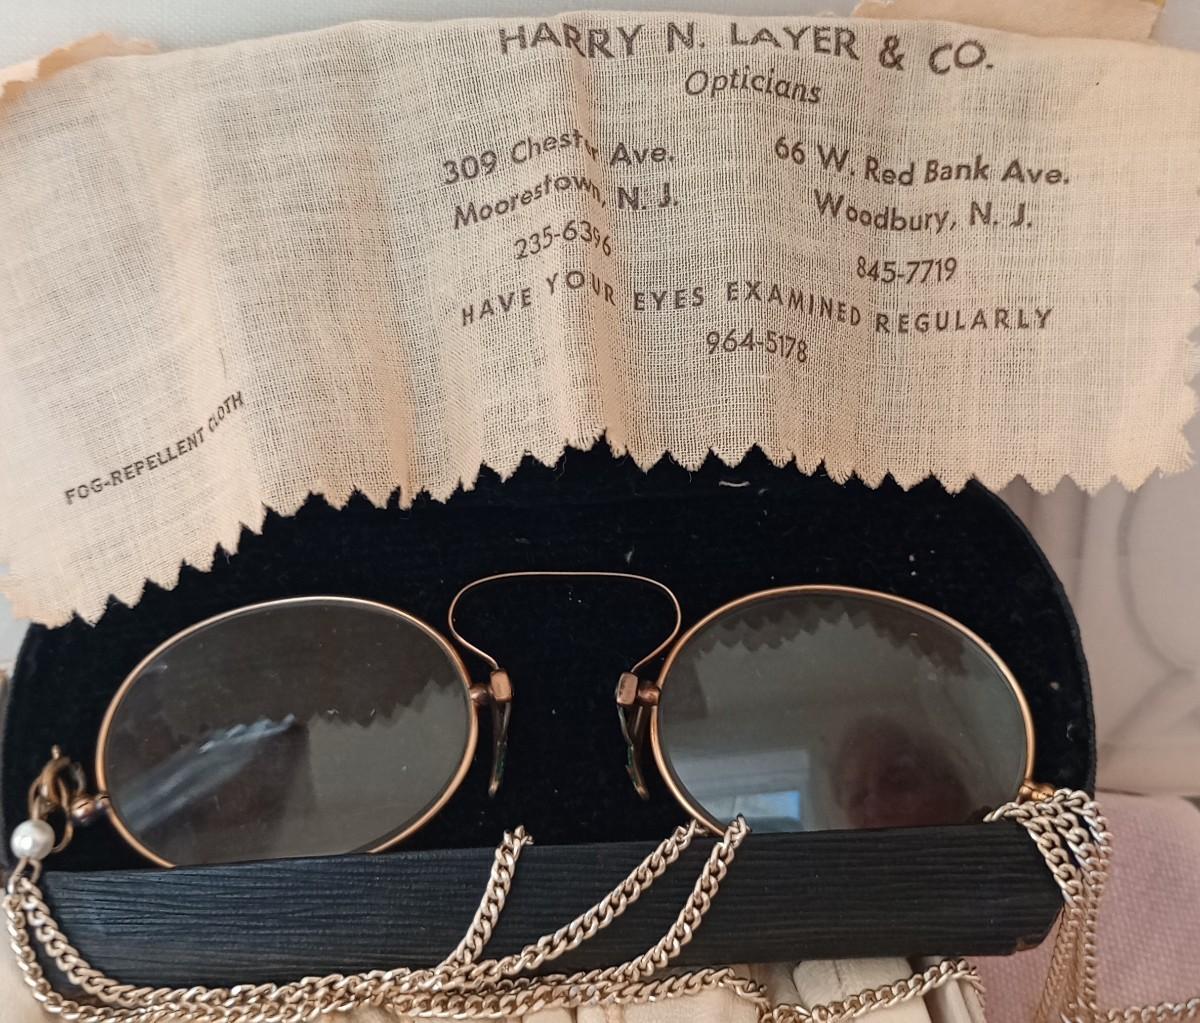 HARRY N. LAYER & CO.
Opticians
309 Chester Ave.
Moorestown, N. J.
235-6396
66 W. Red Bank Ave.
Woodbury, N. J.
845-7719
HAVE YOUR EYES EXAMINED REGULARLY
964-5178
FOG-REPELLENT CLOTH